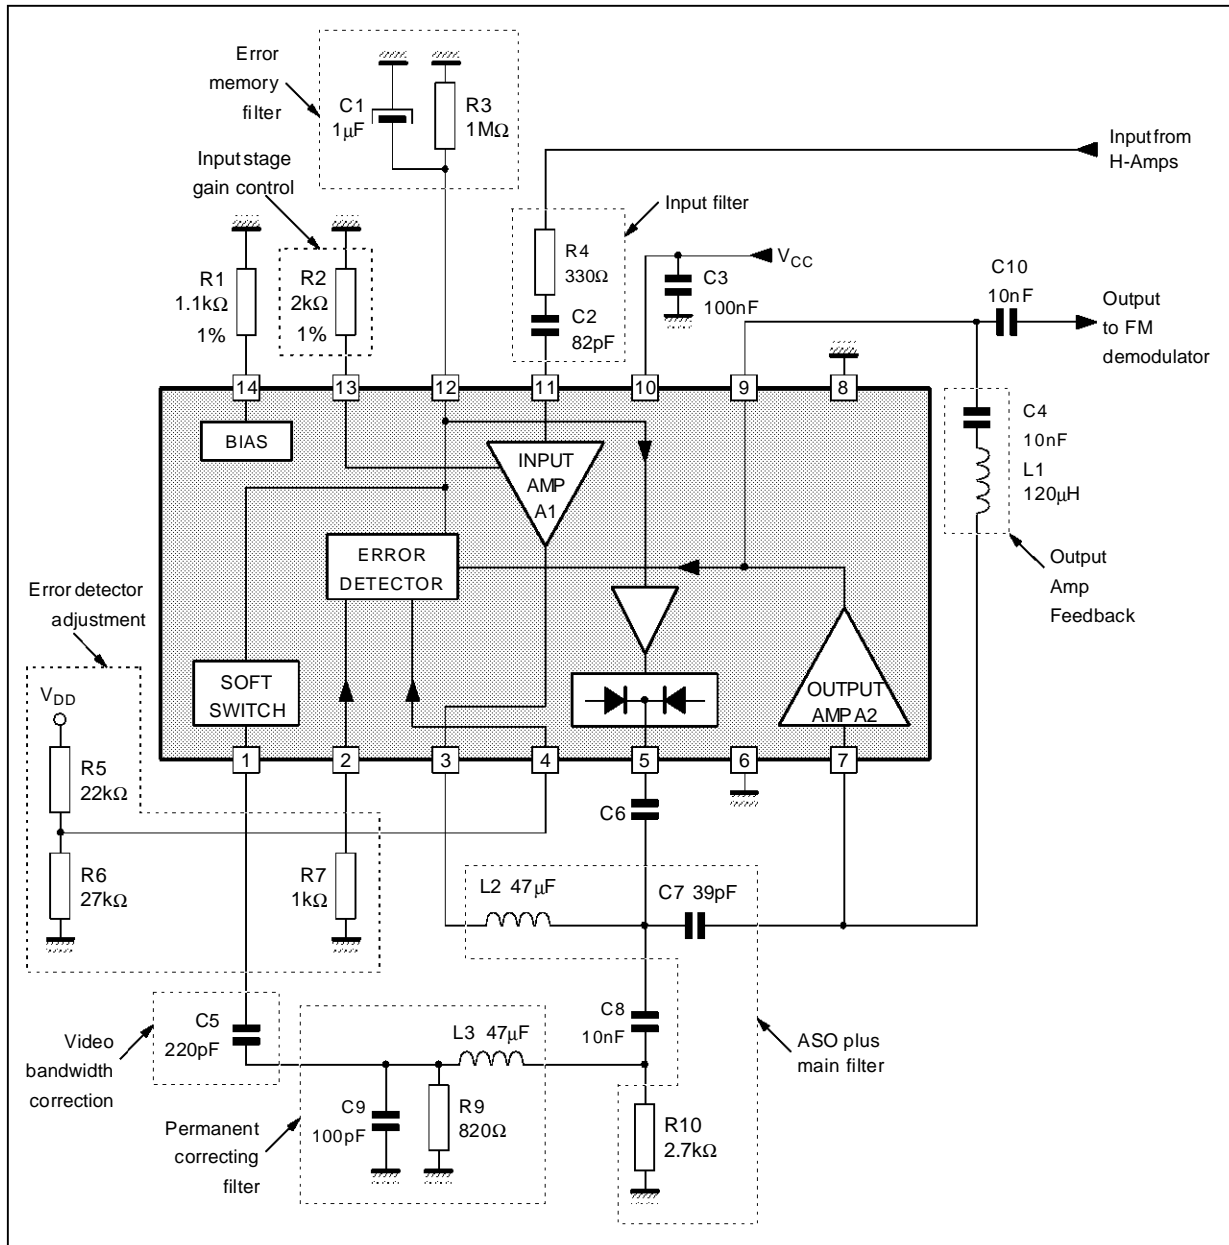 Error
memory
filter
C1
1μF
R3
1MΩ
Input from
H-Amps
Input stage
gain control
Input filter
R1
1.1kΩ
1%
R2
2kΩ
1%
R4
330Ω
C2
82pF
VCC
C3
100nF
C10
10nF
Output
to FM
demodulator
14
13
12
11
10
9
8
C4
10nF
L1
120μH
BIAS
INPUT
AMP
A1
ERROR
DETECTOR
Output
Amp
Feedback
Error detector
adjustment
SOFT
SWITCH
OUTPUT
AMP A2
VDD
1
2
3
4
5
6
7
R5
22kΩ
R6
27kΩ
R7
1kΩ
C6
L2 47μF
C7 39pF
C5
220pF
Video
bandwidth
correction
L3 47μF
C8
10nF
ASO plus
main filter
C9
100pF
R9
820Ω
R10
2.7kΩ
Permanent
correcting
filter